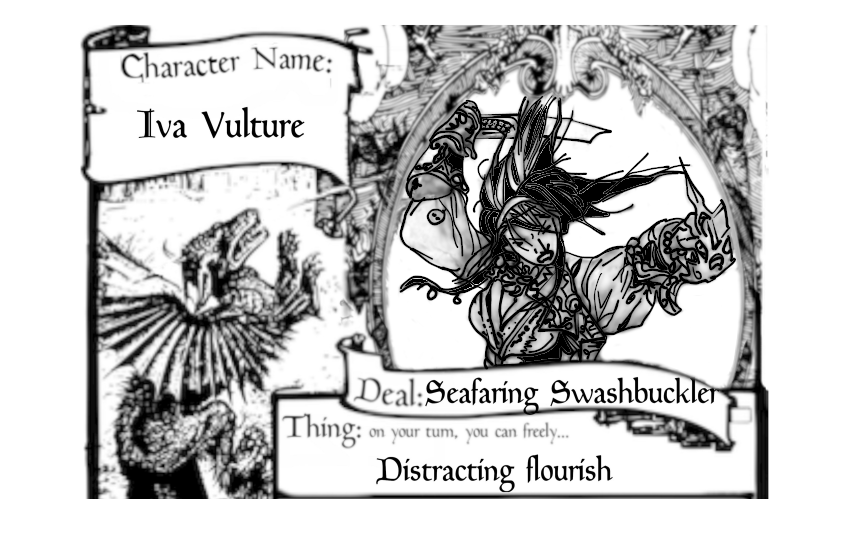 Character Name:
Iva Vulture
Deal: Seafaring Swashbuckler
Thing: on your turn, you can freely...
Distracting flourish